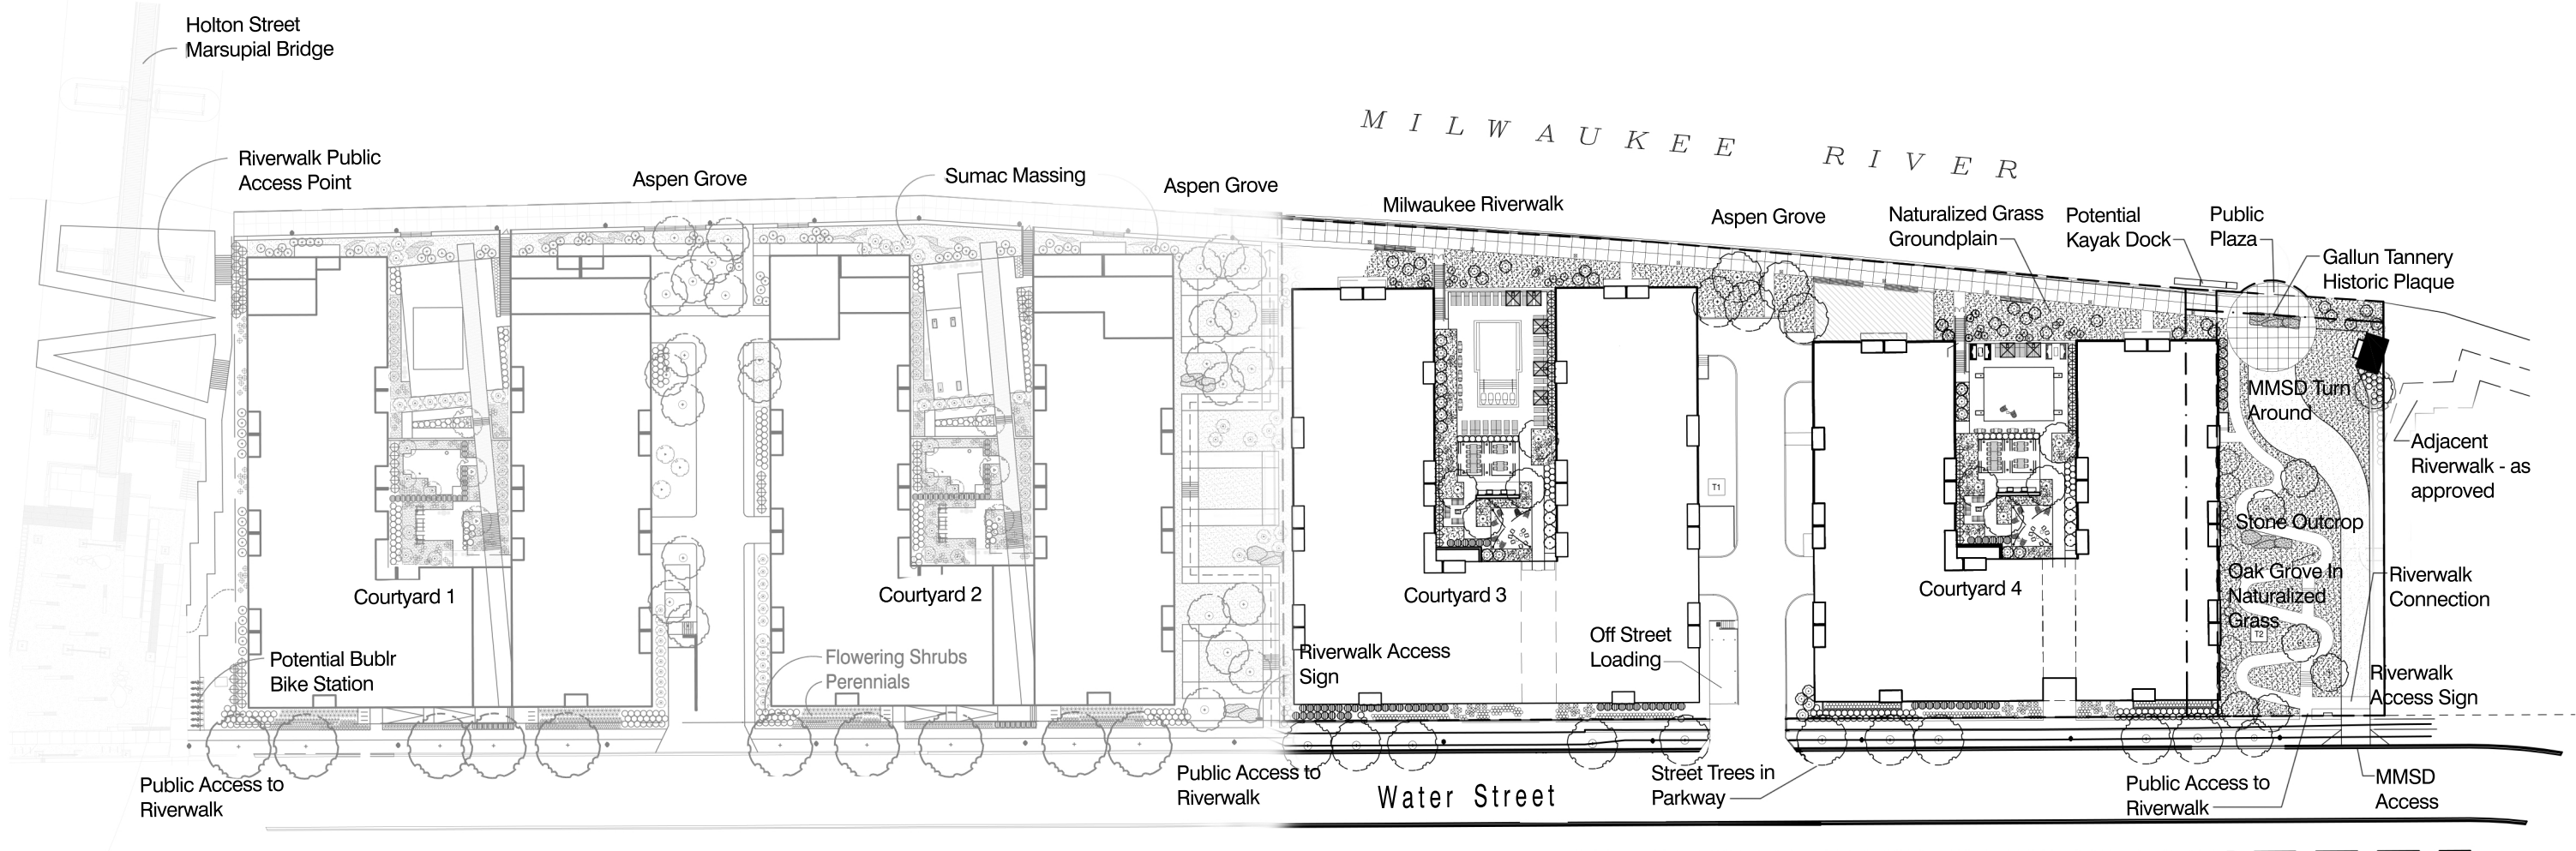 Holton Street
Marsupial Bridge
MILWAUKEE RIVER
Riverwalk Public
Access Point
Aspen Grove
Sumac Massing
Aspen Grove
Milwaukee Riverwalk
Aspen Grove
Naturalized Grass
Groundplain
Potential
Kayak Dock
Public
Plaza
Gallun Tannery
Historic Plaque
MMSD Turn
Around
Adjacent
Riverwalk - as
approved
T1
Stone Outcrop
Oak Grove In
Naturalized
Grass
T2
Riverwalk
Connection
Courtyard 1
Courtyard 2
Courtyard 3
Courtyard 4
Potential Bublr
Bike Station
Flowering Shrubs
Perennials
Riverwalk Access
Sign
Off Street
Loading
Riverwalk
Access Sign
Public Access to
Riverwalk
Public Access to
Riverwalk
Water Street
Street Trees in
Parkway
Public Access to
Riverwalk
MMSD
Access